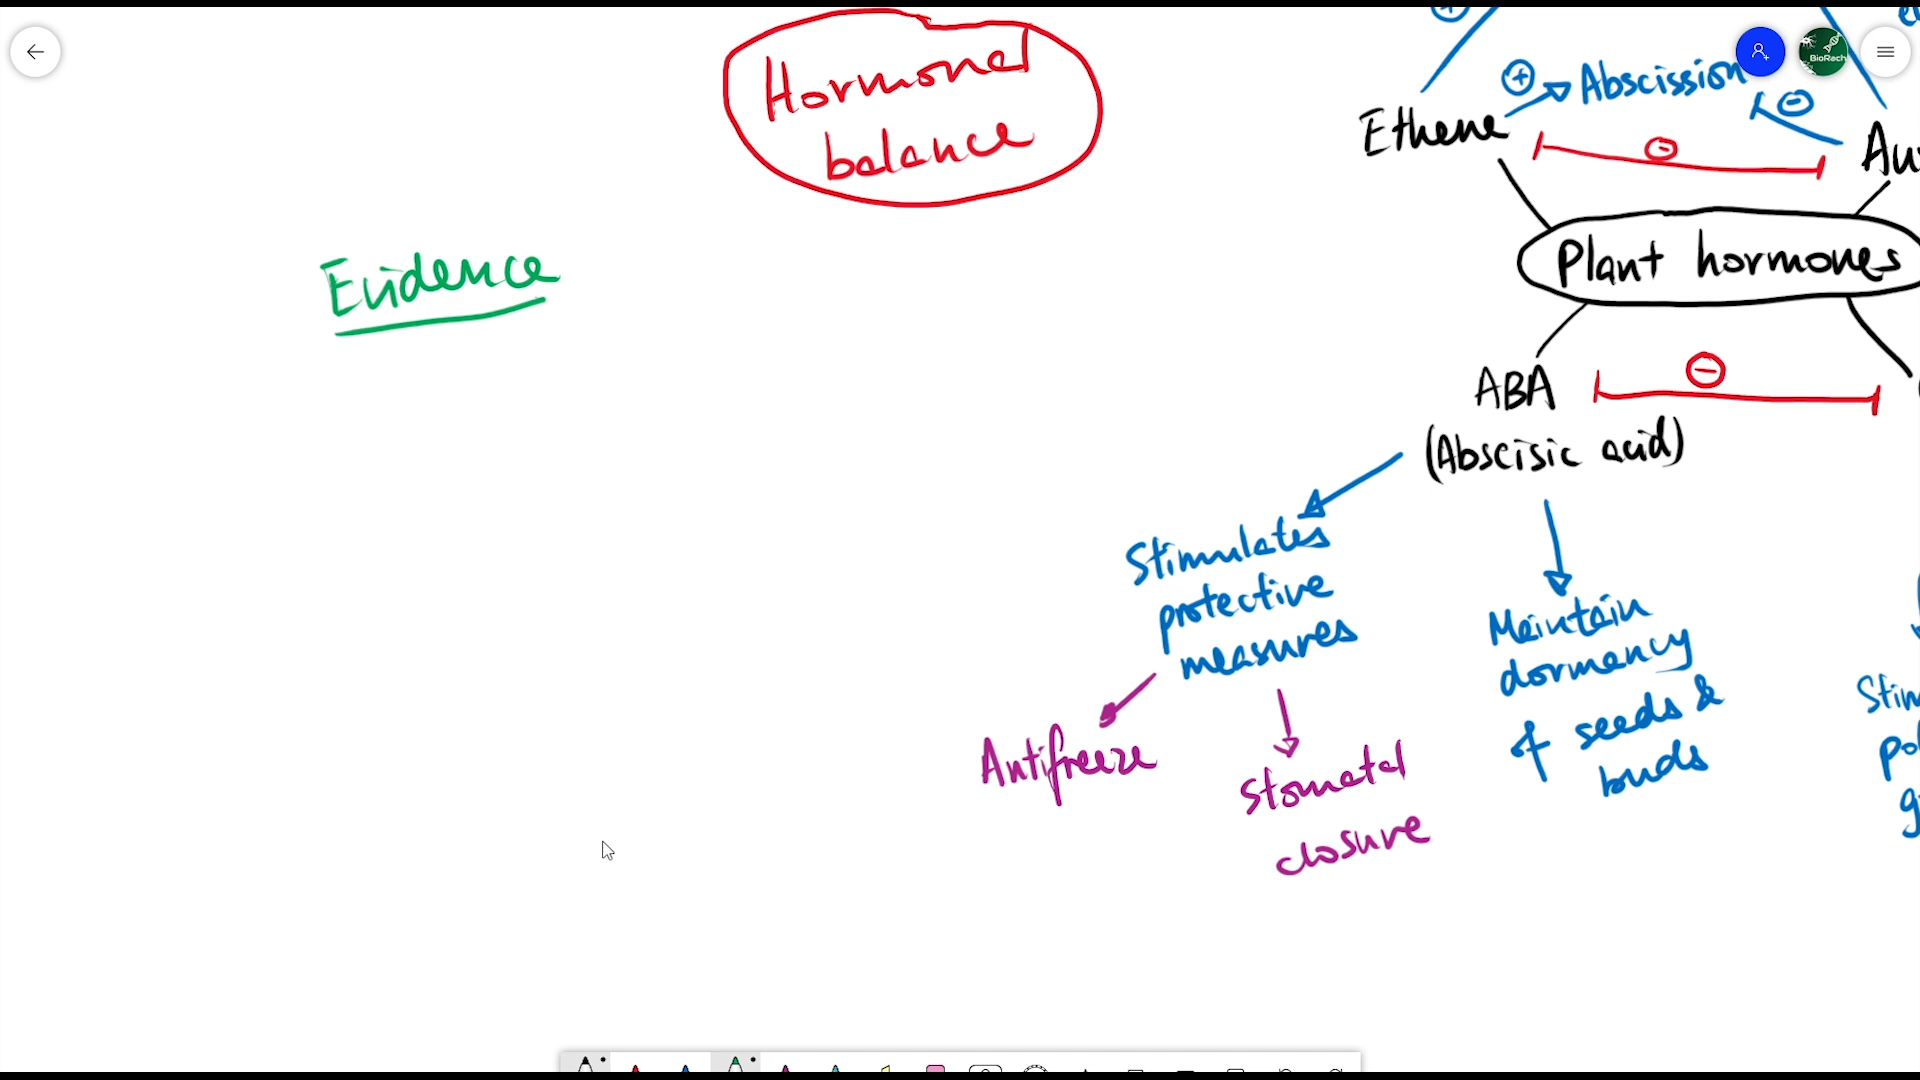 Hormonal
balance
Evidence
⊕
Abscission
⊖
Ethene
⊖
Plant hormones
ABA
⊖
(Abscisic acid)
Stimulates
protective
measures
Maintain
dormancy
of seeds &
buds
Antifreeze
Stomatal
closure
BioRach